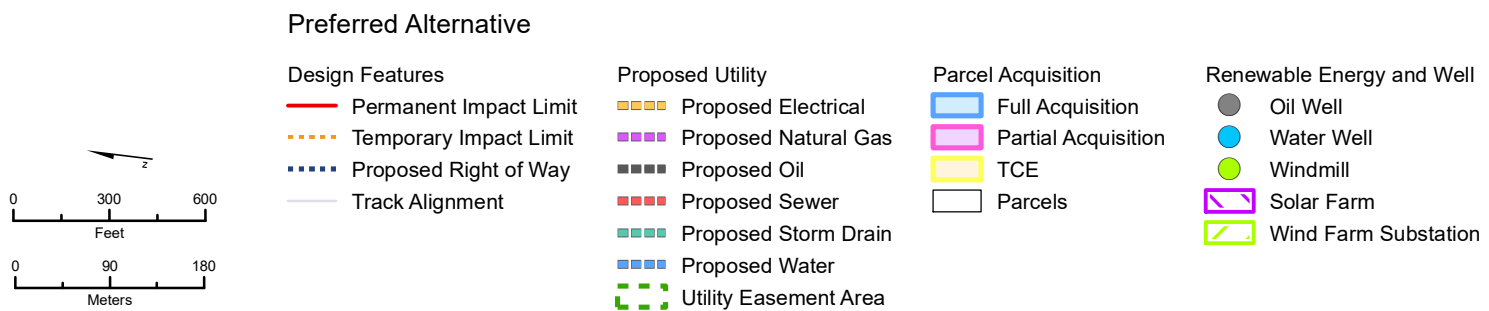 Preferred Alternative
Design Features
Permanent Impact Limit
Temporary Impact Limit
Proposed Right of Way
Track Alignment
Proposed Utility
Proposed Electrical
Proposed Natural Gas
Proposed Oil
Proposed Sewer
Proposed Storm Drain
Proposed Water
Utility Easement Area
Parcel Acquisition
Full Acquisition
Partial Acquisition
TCE
Parcels
Renewable Energy and Well
Oil Well
Water Well
Windmill
Solar Farm
Wind Farm Substation
N
0 300 600
Feet
0 90 180
Meters